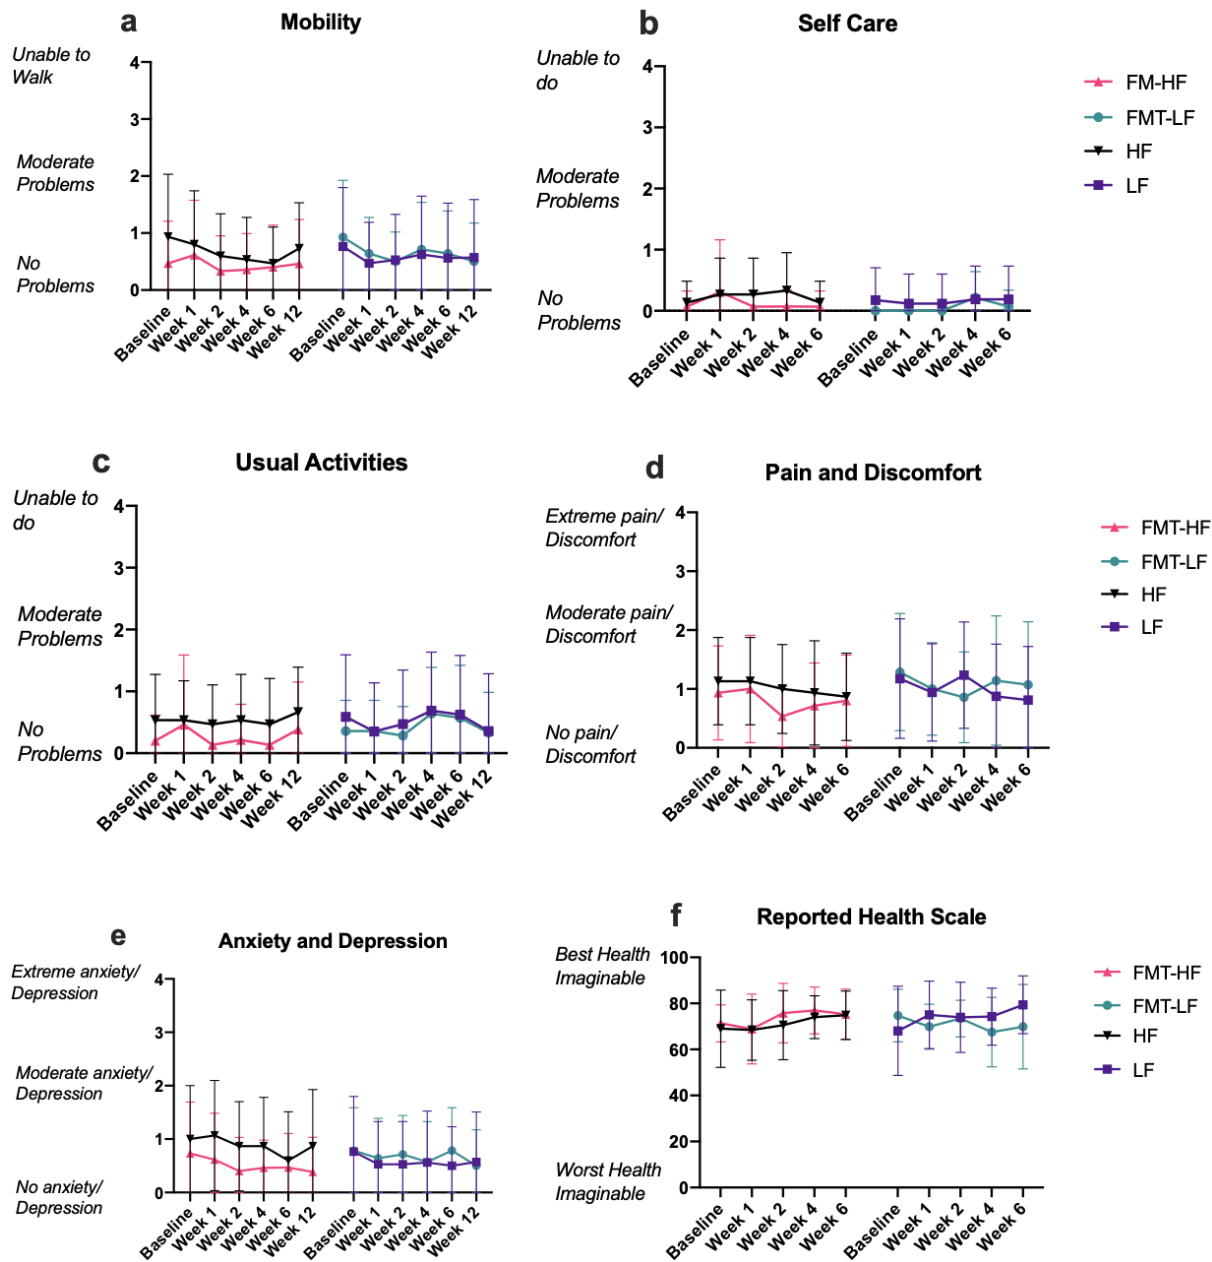 a Mobility
Unable to
Walk
Moderate
Problems
No
Problems
4
3
2
1
0
Baseline
Week 1
Week 2
Week 4
Week 6
Week 12
Baseline
Week 1
Week 2
Week 4
Week 6
Week 12
b Self Care
Unable to
do
Moderate
Problems
No
Problems
4
3
2
1
0
Baseline
Week 1
Week 2
Week 4
Week 6
Baseline
Week 1
Week 2
Week 4
Week 6
FM-HF
FMT-LF
HF
LF
c Usual Activities
Unable to
do
Moderate
Problems
No
Problems
4
3
2
1
0
Baseline
Week 1
Week 2
Week 4
Week 6
Week 12
Baseline
Week 1
Week 2
Week 4
Week 6
Week 12
d Pain and Discomfort
Extreme pain/
Discomfort
Moderate pain/
Discomfort
No pain/
Discomfort
4
3
2
1
0
Baseline
Week 1
Week 2
Week 4
Week 6
Baseline
Week 1
Week 2
Week 4
Week 6
FMT-HF
FMT-LF
HF
LF
e Anxiety and Depression
Extreme anxiety/
Depression
Moderate anxiety/
Depression
No anxiety/
Depression
4
3
2
1
0
Baseline
Week 1
Week 2
Week 4
Week 6
Week 12
Baseline
Week 1
Week 2
Week 4
Week 6
Week 12
f Reported Health Scale
Best Health
Imaginable
Worst Health
Imaginable
100
80
60
40
20
0
Baseline
Week 1
Week 2
Week 4
Week 6
Baseline
Week 1
Week 2
Week 4
Week 6
FMT-HF
FMT-LF
HF
LF